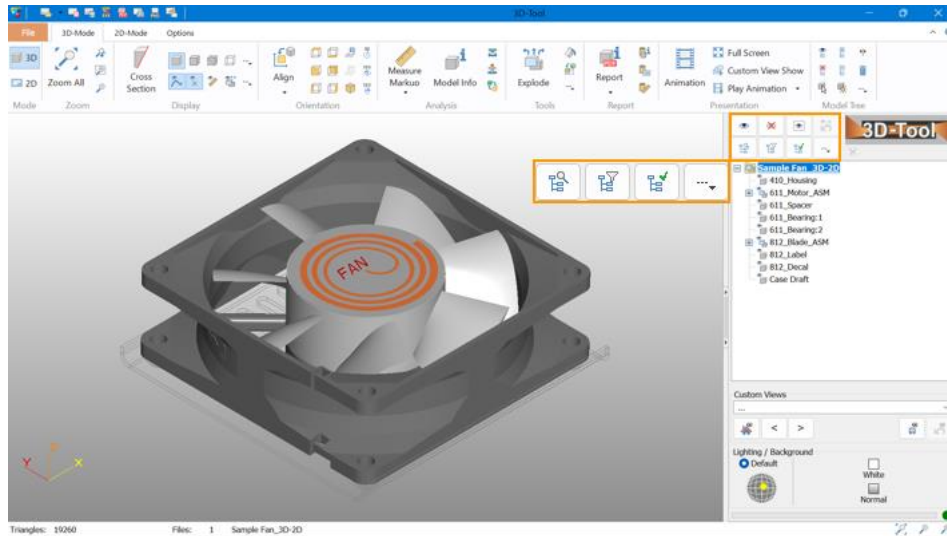 3D-Tool
File 3D-Mode 2D-Mode Options
3D
2D
Zoom All
Cross Section
Align
Measure Markup
Model Info
Explode
Report
Animation
Full Screen
Custom View Show
Play Animation
Mode Zoom Display Orientation Analysis Tools Report Presentation Model Tree
3D-Tool
Sample Fan_3D-2D
410_Housing
611_Motor_ASM
611_Spacer
611_Bearing:1
611_Bearing:2
812_Blade_ASM
812_Label
812_Decal
Case Draft
FAN
Custom Views
...
< >
Lighting / Background
Default
White
Normal
Z
Y X
Triangles: 19260 Files: 1 Sample Fan_3D-2D